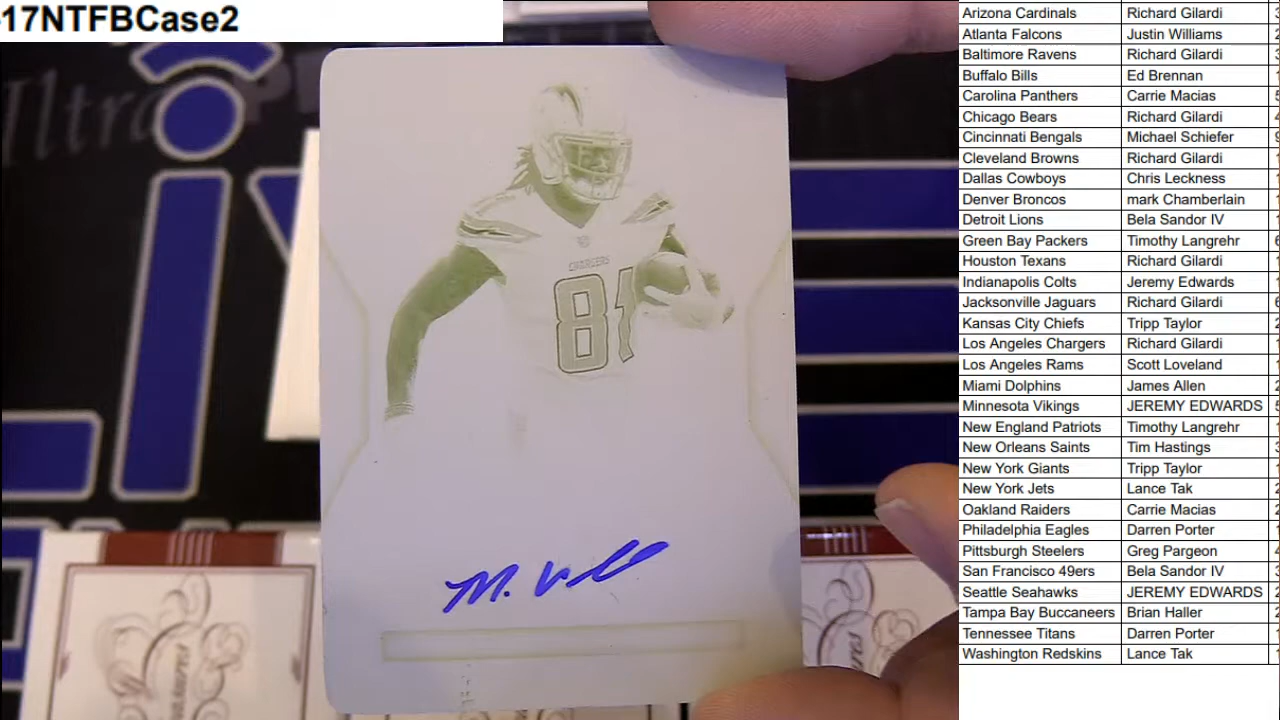 -17NTFBCase2
Ultra
CHARGERS
81
M.
Arizona Cardinals Richard Gilardi
Atlanta Falcons Justin Williams
Baltimore Ravens Richard Gilardi
Buffalo Bills Ed Brennan
Carolina Panthers Carrie Macias
Chicago Bears Richard Gilardi
Cincinnati Bengals Michael Schiefer
Cleveland Browns Richard Gilardi
Dallas Cowboys Chris Leckness
Denver Broncos mark Chamberlain
Detroit Lions Bela Sandor IV
Green Bay Packers Timothy Langrehr
Houston Texans Richard Gilardi
Indianapolis Colts Jeremy Edwards
Jacksonville Jaguars Richard Gilardi
Kansas City Chiefs Tripp Taylor
Los Angeles Chargers Richard Gilardi
Los Angeles Rams Scott Loveland
Miami Dolphins James Allen
Minnesota Vikings JEREMY EDWARDS
New England Patriots Timothy Langrehr
New Orleans Saints Tim Hastings
New York Giants Tripp Taylor
New York Jets Lance Tak
Oakland Raiders Carrie Macias
Philadelphia Eagles Darren Porter
Pittsburgh Steelers Greg Pargeon
San Francisco 49ers Bela Sandor IV
Seattle Seahawks JEREMY EDWARDS
Tampa Bay Buccaneers Brian Haller
Tennessee Titans Darren Porter
Washington Redskins Lance Tak